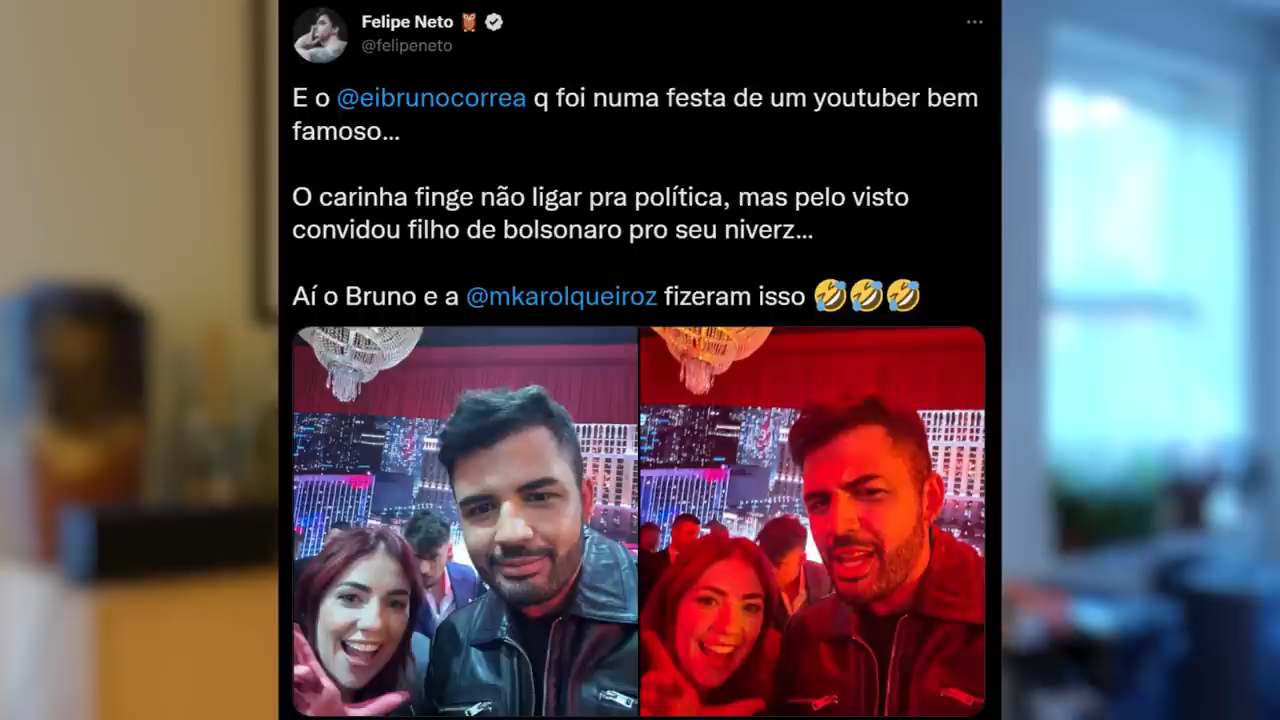 Felipe Neto 🦉
@felipeneto
E o @eibrunocorrea q foi numa festa de um youtuber bem
famoso...
O carinha finge não ligar pra política, mas pelo visto
convidou filho de bolsonaro pro seu niverz...
Aí o Bruno e a @mkarolqueiroz fizeram isso 🤣🤣🤣